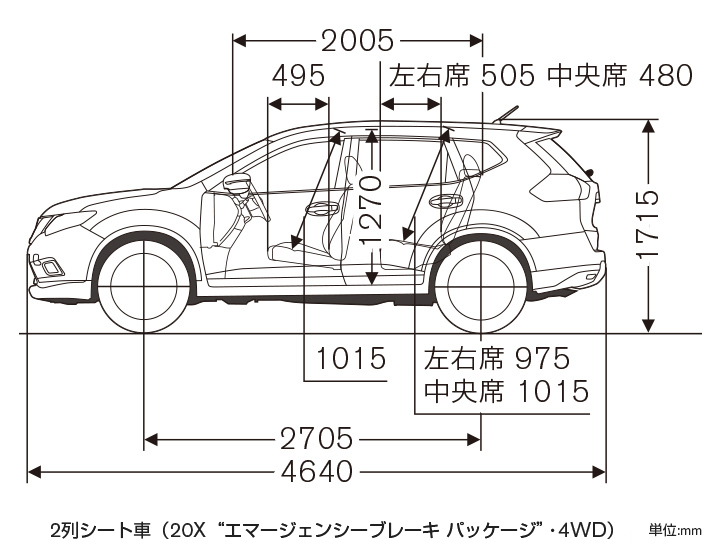 2005
495
左右席 505 中央席 480
1270
1715
1015
左右席 975
中央席 1015
2705
4640
2列シート車（20X “エマージェンシーブレーキ パッケージ”・4WD）
単位:mm